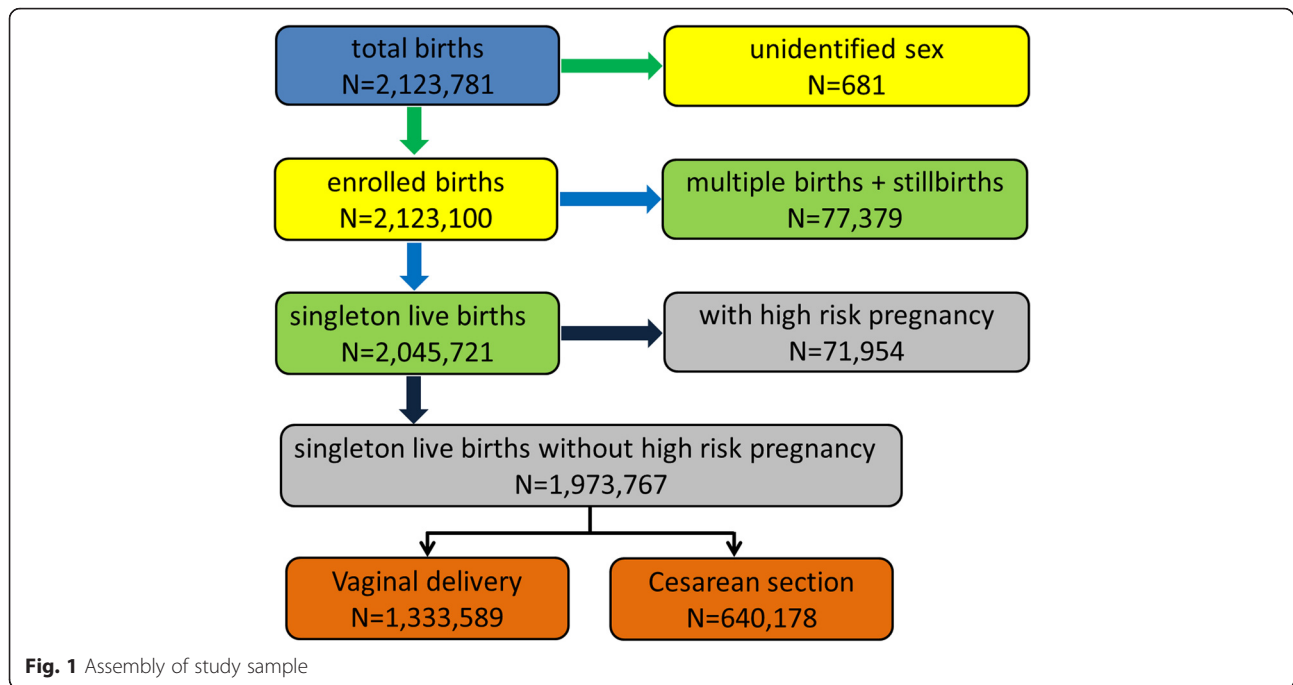 total births
N=2,123,781
unidentified sex
N=681
enrolled births
N=2,123,100
multiple births + stillbirths
N=77,379
singleton live births
N=2,045,721
with high risk pregnancy
N=71,954
singleton live births without high risk pregnancy
N=1,973,767
Vaginal delivery
N=1,333,589
Cesarean section
N=640,178
Fig. 1 Assembly of study sample